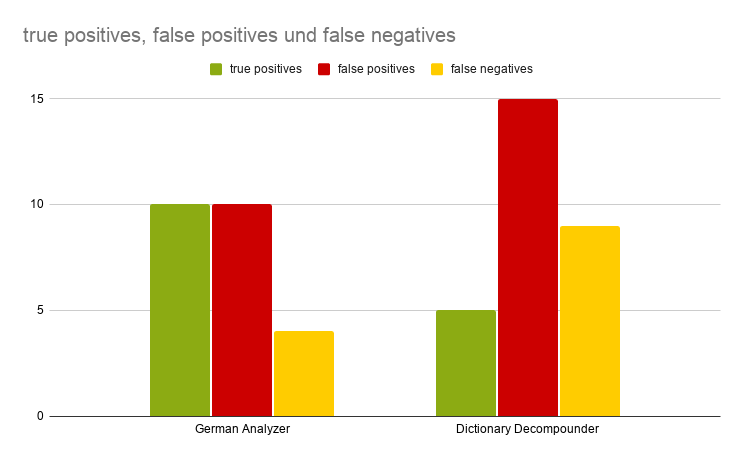 true positives, false positives und false negatives
true positives false positives false negatives
15
10
5
0
German Analyzer Dictionary Decompounder